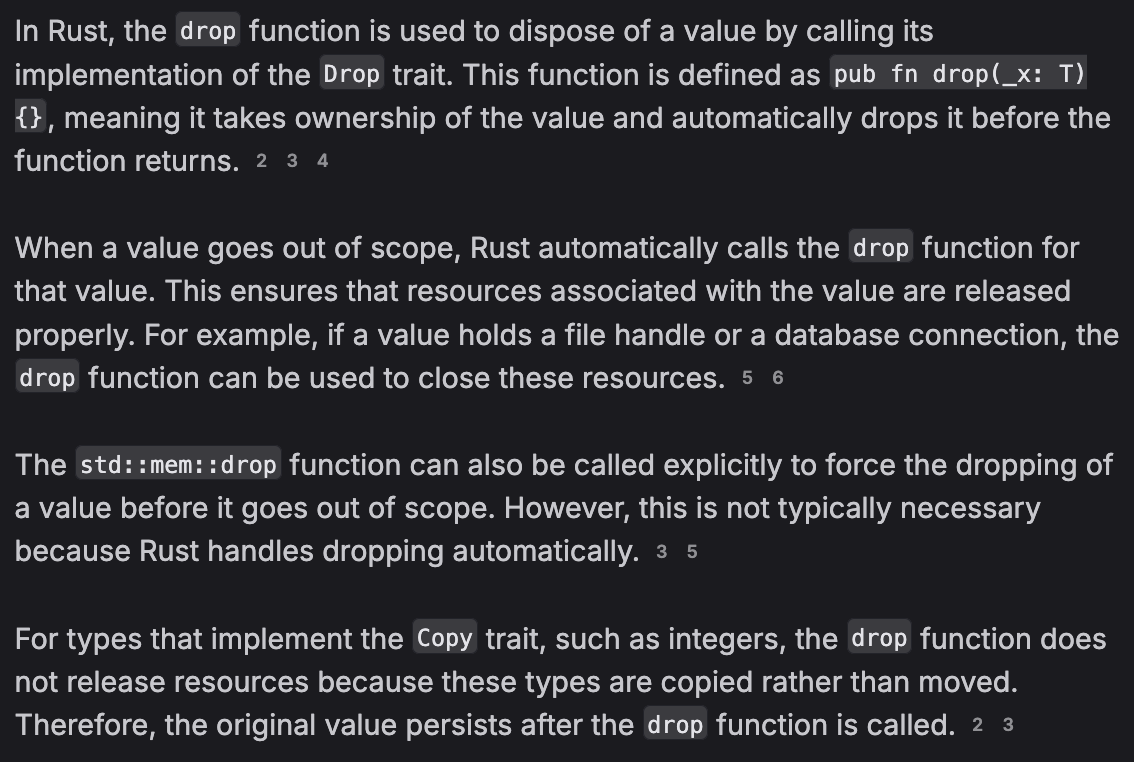 In Rust, the drop function is used to dispose of a value by calling its
implementation of the Drop trait. This function is defined as pub fn drop(_x: T)
{}, meaning it takes ownership of the value and automatically drops it before the
function returns. 2 3 4
When a value goes out of scope, Rust automatically calls the drop function for
that value. This ensures that resources associated with the value are released
properly. For example, if a value holds a file handle or a database connection, the
drop function can be used to close these resources. 5 6
The std::mem::drop function can also be called explicitly to force the dropping of
a value before it goes out of scope. However, this is not typically necessary
because Rust handles dropping automatically. 3 5
For types that implement the Copy trait, such as integers, the drop function does
not release resources because these types are copied rather than moved.
Therefore, the original value persists after the drop function is called. 2 3